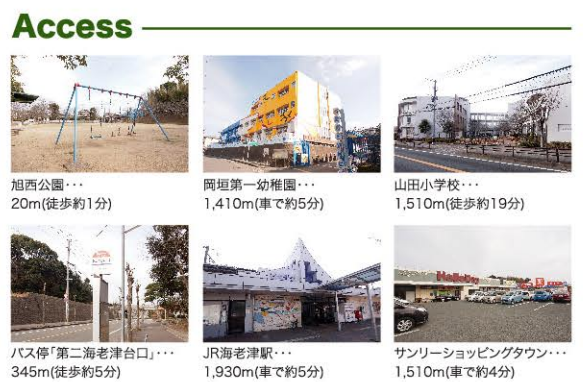 Access
旭西公園･･･
20m(徒歩約1分)
岡垣第一幼稚園･･･
1,410m(車で約5分)
山田小学校･･･
1,510m(徒歩約19分)
バス停｢第二海老津台口｣･･･
345m(徒歩約5分)
JR海老津駅･･･
1,930m(車で約5分)
サンリーショッピングタウン･･･
1,510m(車で約4分)